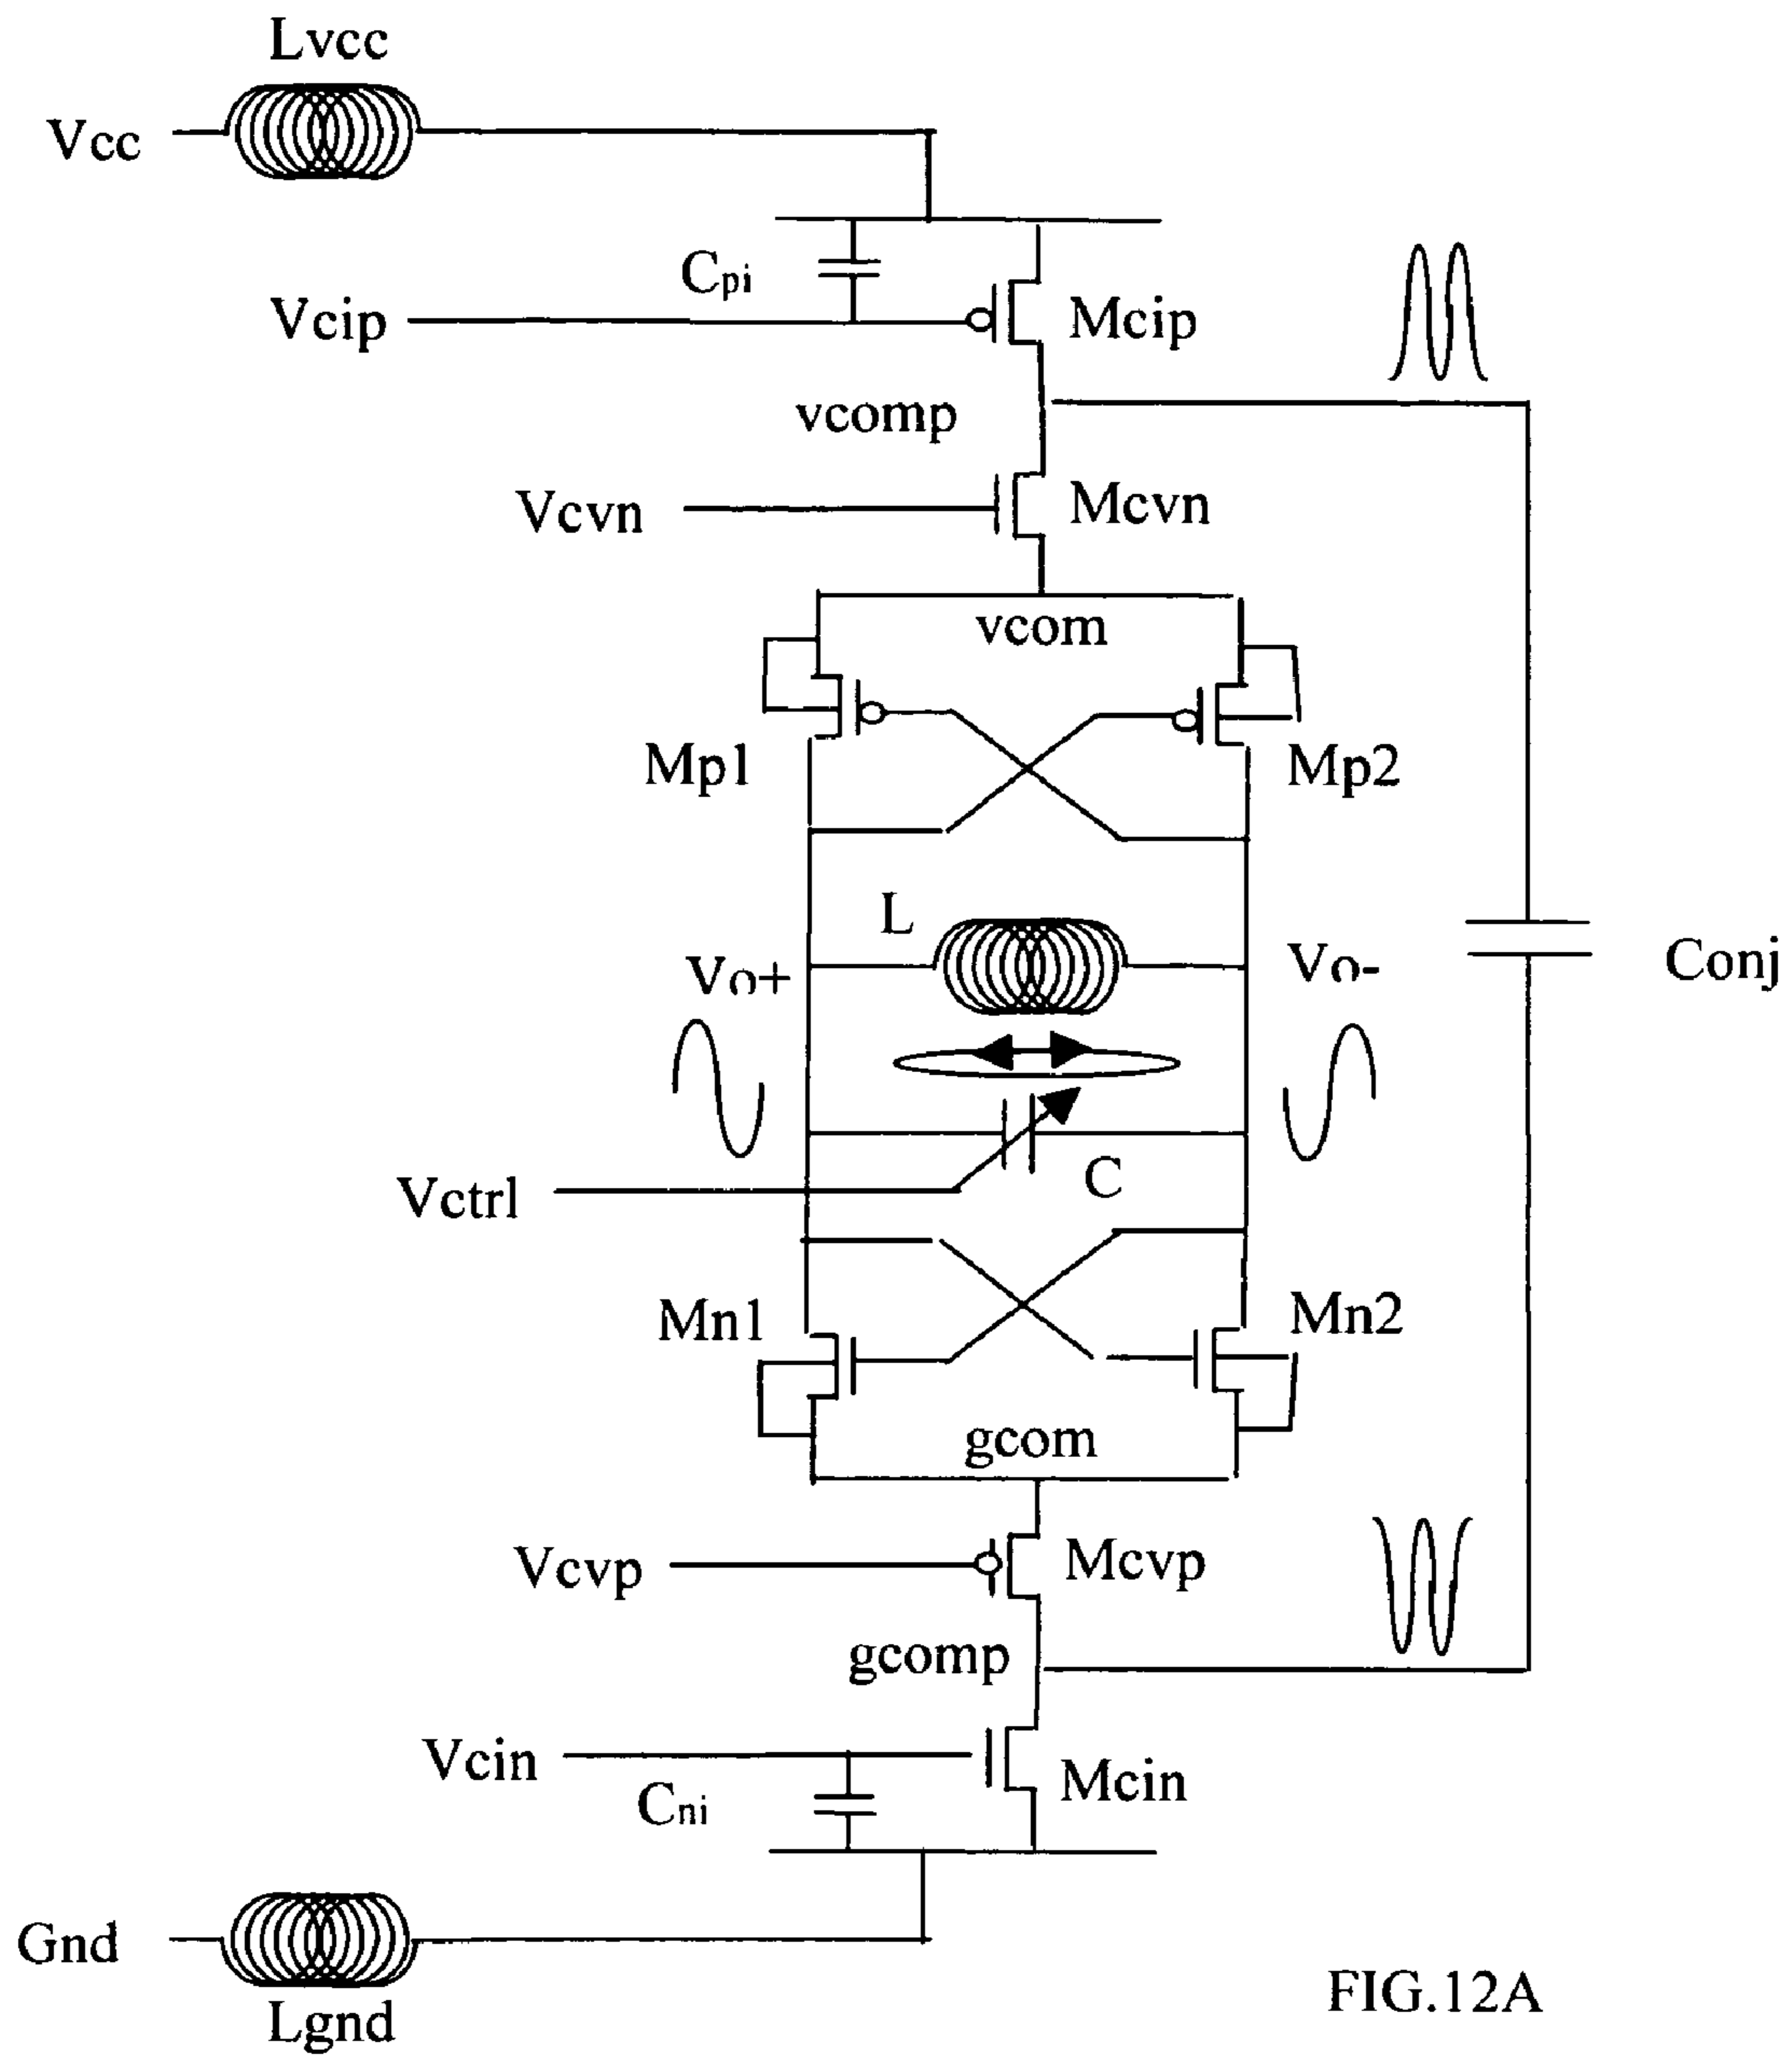 Lvcc
Vcc
Cpi
Vcip
Mcip
vcomp
Vcvn
Mcvn
vcom
Mp1
Mp2
L
Vo+
Vo-
Conj
Vctrl
C
Mn1
Mn2
gcom
Vcvp
Mcvp
gcomp
Vcin
Mcin
Cni
Gnd
Lgnd
FIG.12A